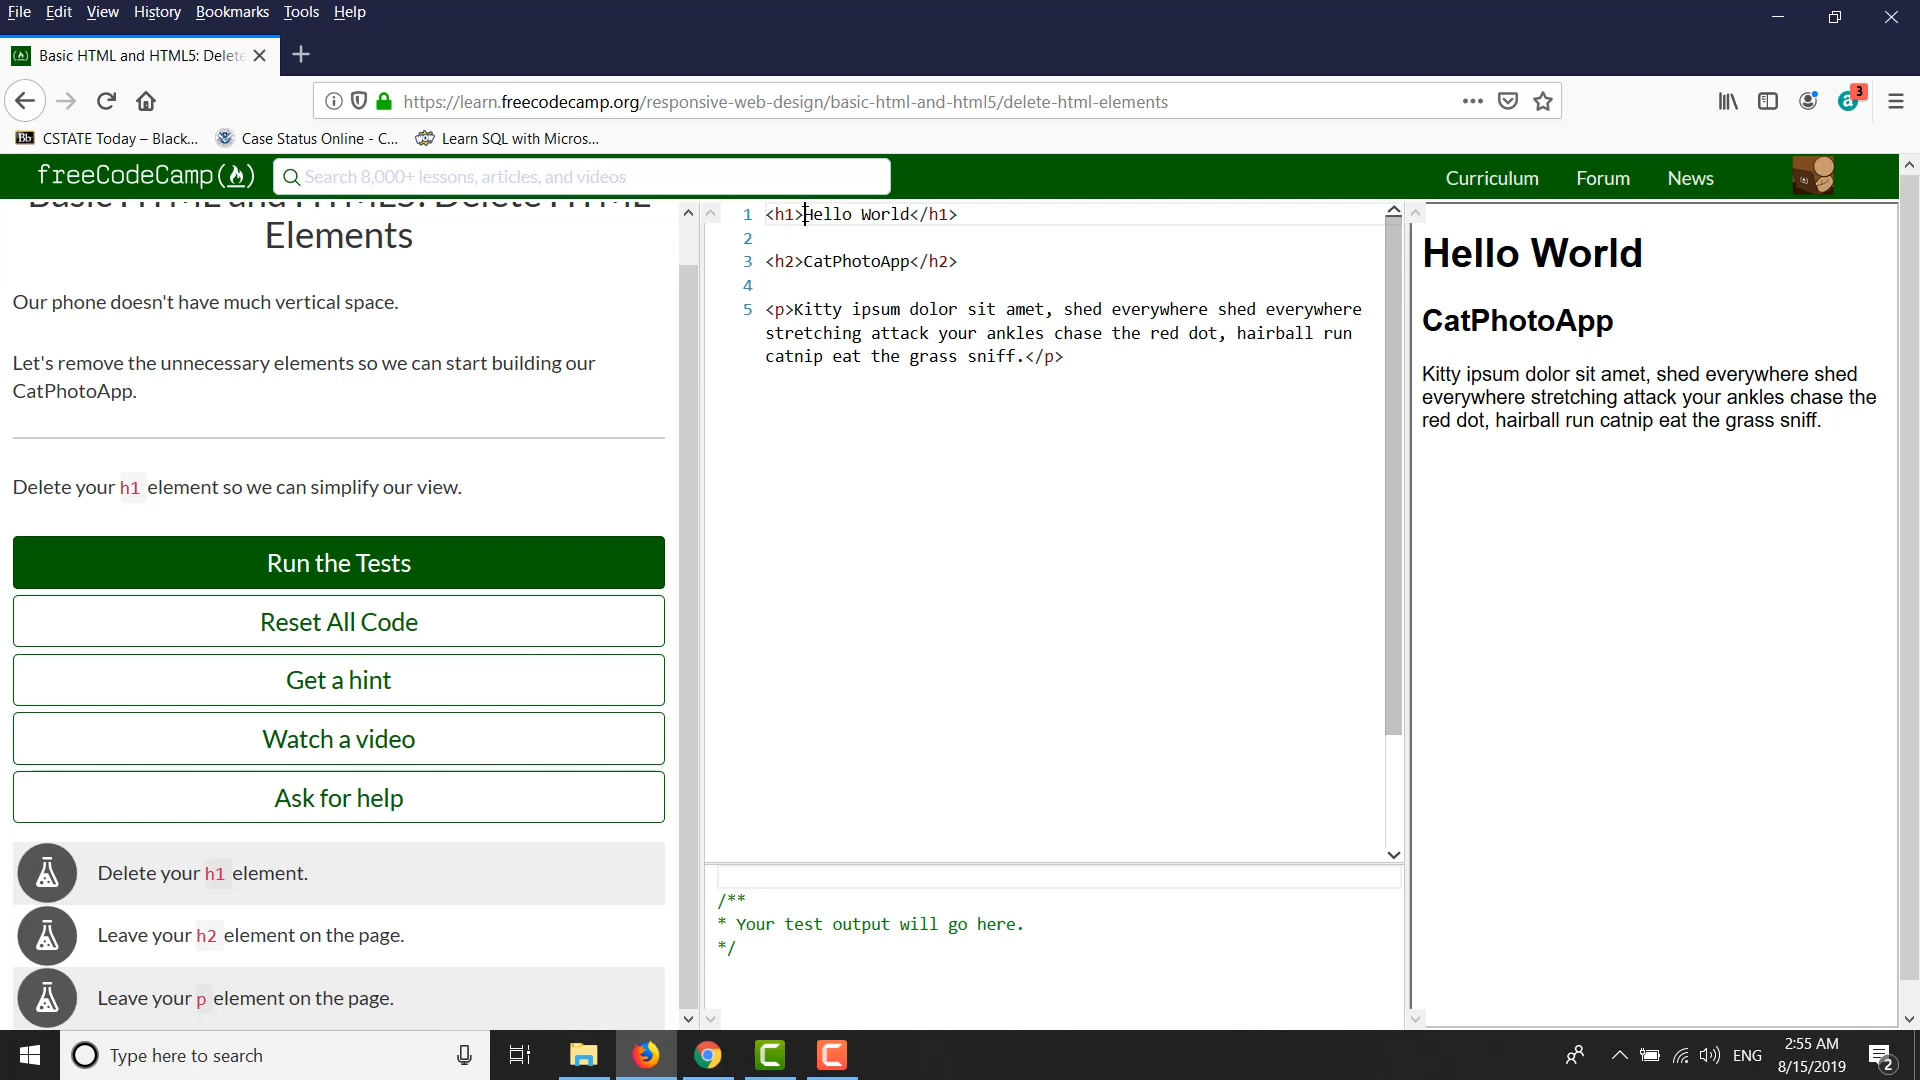 File Edit View History Bookmarks Tools Help
Basic HTML and HTML5: Delete
https://learn.freecodecamp.org/responsive-web-design/basic-html-and-html5/delete-html-elements
3
Bb CSTATE Today – Black... Case Status Online - C... Learn SQL with Micros...
freeCodeCamp Search 8,000+ lessons, articles, and videos Curriculum Forum News
Basic HTML and HTML5: Delete HTML
Elements
Our phone doesn't have much vertical space.
Let's remove the unnecessary elements so we can start building our
CatPhotoApp.
Delete your h1 element so we can simplify our view.
Run the Tests
Reset All Code
Get a hint
Watch a video
Ask for help
Delete your h1 element.
Leave your h2 element on the page.
Leave your p element on the page.
1 <h1>Hello World</h1>
2
3 <h2>CatPhotoApp</h2>
4
5 <p>Kitty ipsum dolor sit amet, shed everywhere shed everywhere
stretching attack your ankles chase the red dot, hairball run
catnip eat the grass sniff.</p>
/**
* Your test output will go here.
*/
Hello World
CatPhotoApp
Kitty ipsum dolor sit amet, shed everywhere shed
everywhere stretching attack your ankles chase the
red dot, hairball run catnip eat the grass sniff.
Type here to search
ENG
2:55 AM
8/15/2019
2